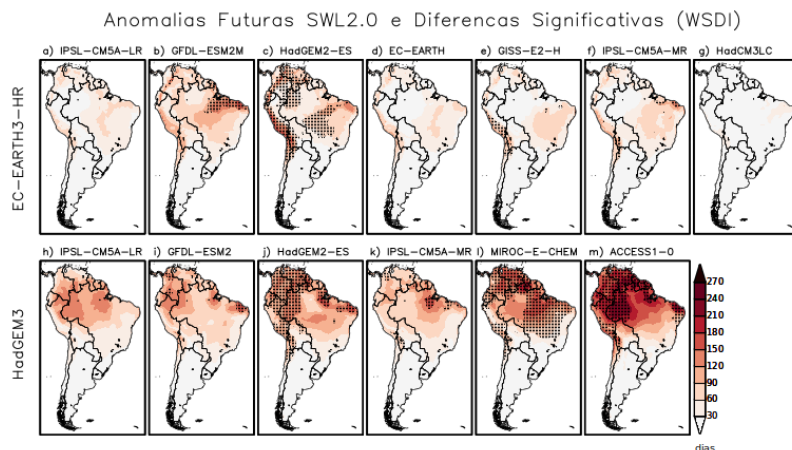 Anomalias Futuras SWL2.0 e Diferencas Significativas (WSDI)
a) IPSL-CM5A-LR b) GFDL-ESM2M c) HadGEM2-ES d) EC-EARTH e) GISS-E2-H f) IPSL-CM5A-MR g) HadCM3LC
EC-EARTH3-HR
h) IPSL-CM5A-LR i) GFDL-ESM2 j) HadGEM2-ES k) IPSL-CM5A-MR l) MIROC-E-CHEM m) ACCESS1-0
HadGEM3
270
240
210
180
150
120
90
60
30
dias